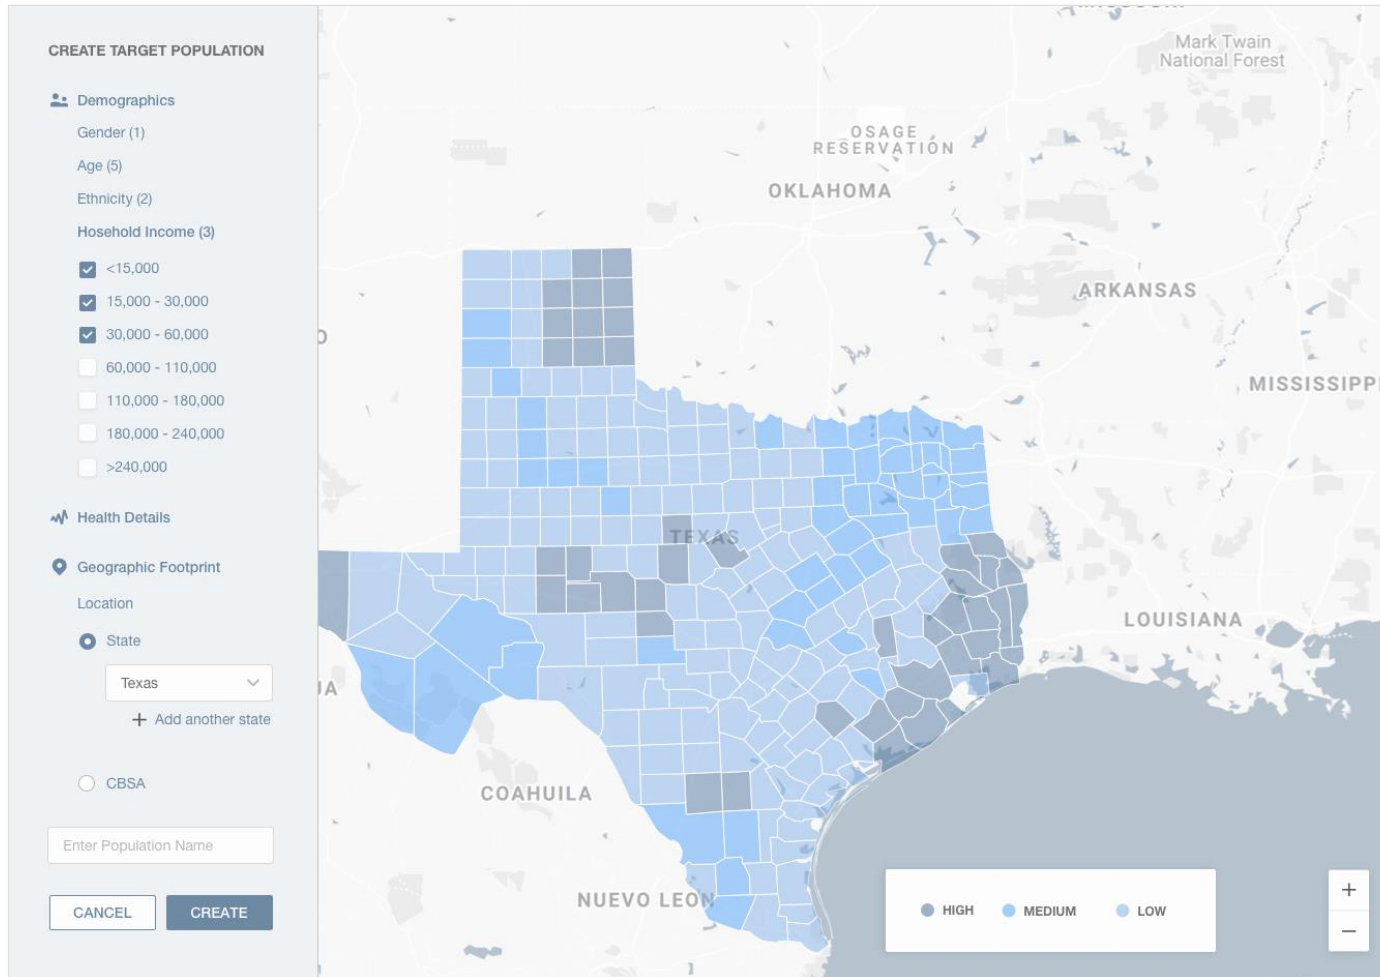 CREATE TARGET POPULATION
Demographics
Gender (1)
Age (5)
Ethnicity (2)
Hosehold Income (3)
<15,000
15,000 - 30,000
30,000 - 60,000
60,000 - 110,000
110,000 - 180,000
180,000 - 240,000
>240,000
Health Details
Geographic Footprint
Location
State
Texas
+ Add another state
CBSA
Enter Population Name
CANCEL
CREATE
Mark Twain
National Forest
OSAGE
RESERVATION
OKLAHOMA
ARKANSAS
MISSISSIPP
TEXAS
LOUISIANA
COAHUILA
NUEVO LEON
HIGH
MEDIUM
LOW
+
−